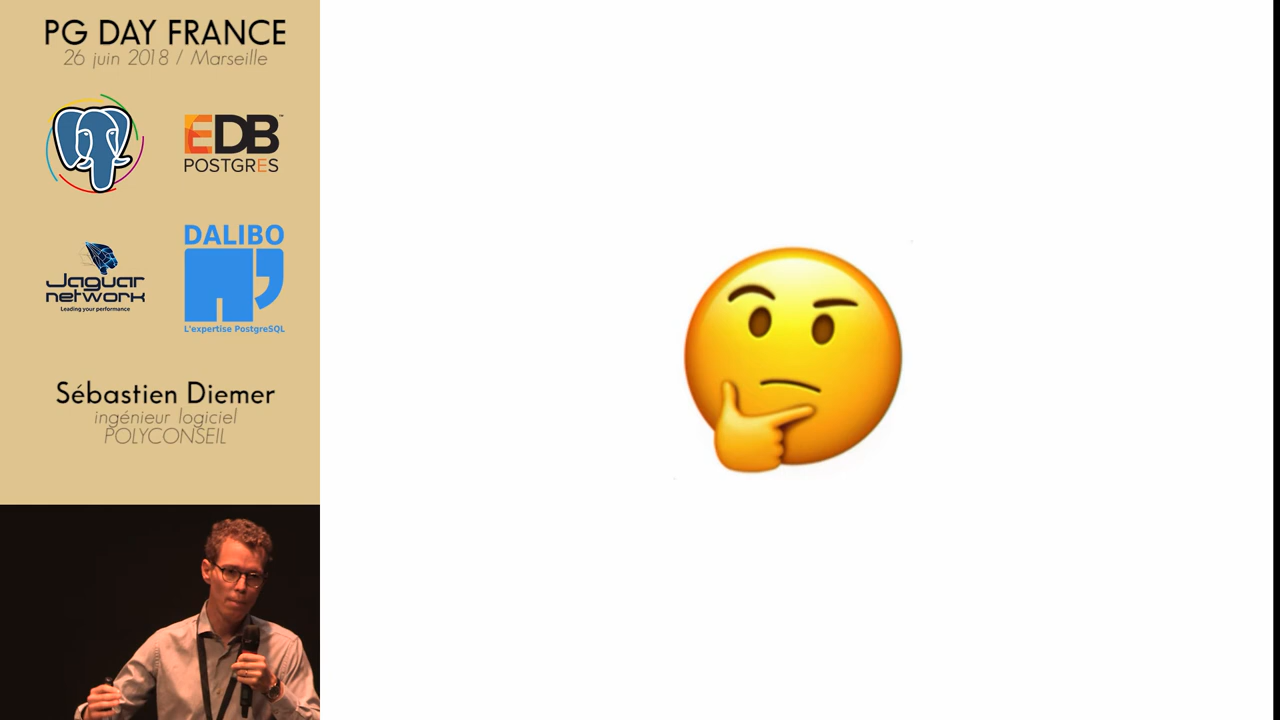 PG DAY FRANCE
26 juin 2018 / Marseille
EDB™
POSTGRES
Jaguar
network
Leading your performance
DALIBO
L'expertise PostgreSQL
Sébastien Diemer
ingénieur logiciel
POLYCONSEIL